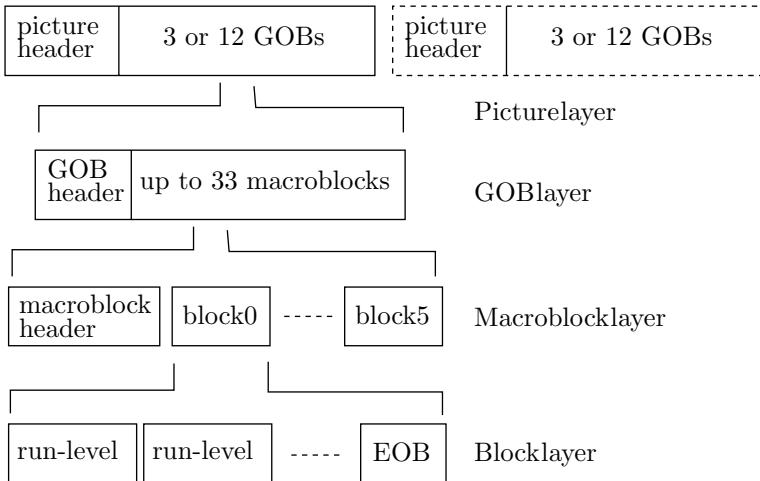 picture
header
3 or 12 GOBs
picture
header
3 or 12 GOBs
Picturelayer
GOB
header
up to 33 macroblocks
GOBlayer
macroblock
header
block0
block5
Macroblocklayer
run-level
run-level
EOB
Blocklayer